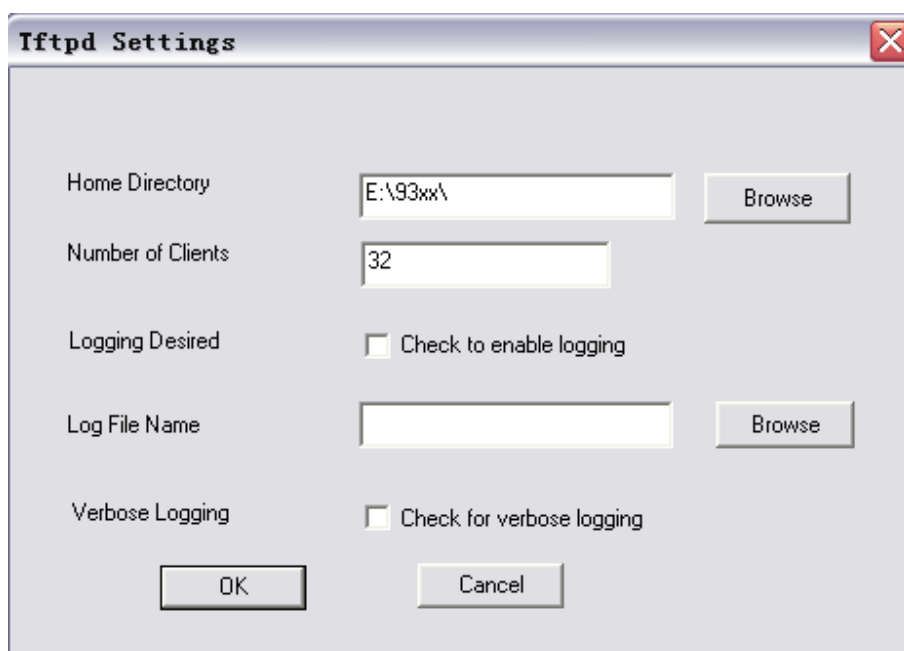 Tftpd Settings
Home Directory
E:\93xx\
Browse
Number of Clients
32
Logging Desired
Check to enable logging
Log File Name
Browse
Verbose Logging
Check for verbose logging
OK
Cancel